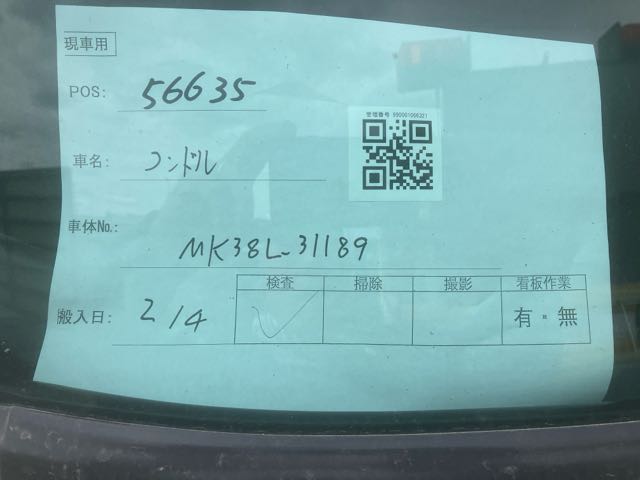 現車用
POS: 56635
管理番号 990001066321
車名: コンドル
車体No.: MK38L-31189
検査 掃除 撮影 看板作業
搬入日: 2/4 有・無